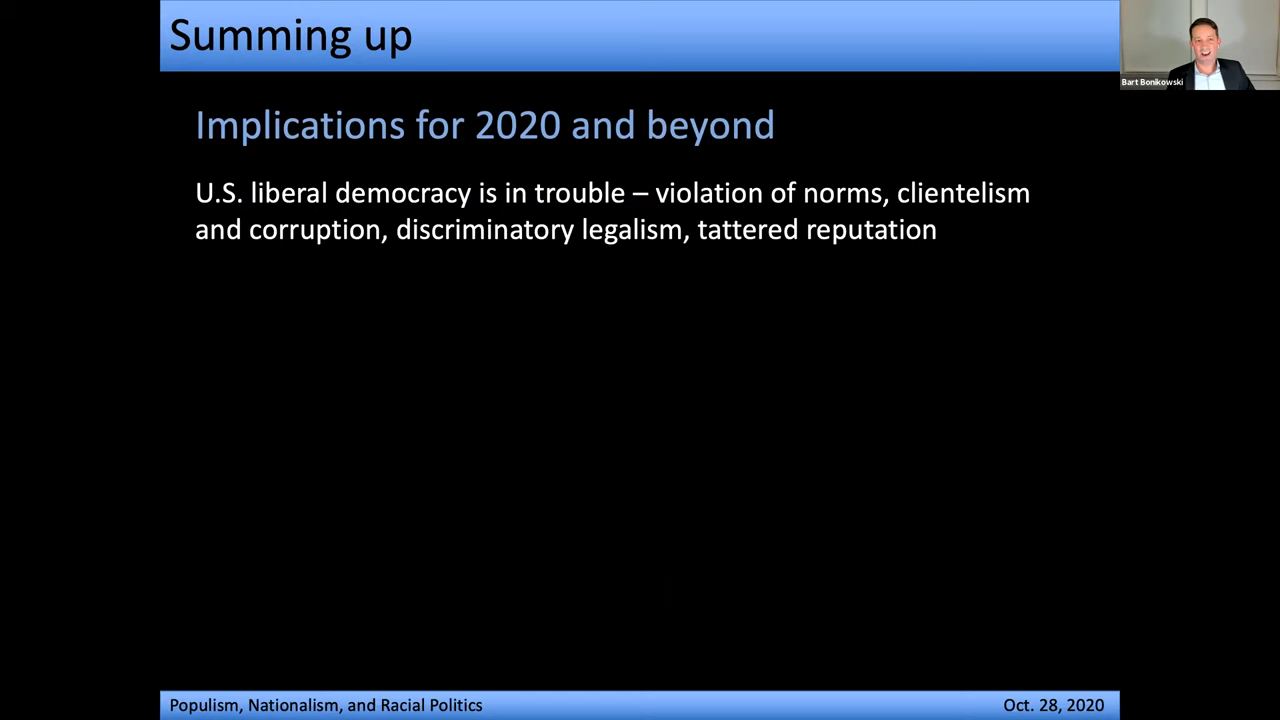 Summing up
Bart Bonikowski
Implications for 2020 and beyond
U.S. liberal democracy is in trouble – violation of norms, clientelism
and corruption, discriminatory legalism, tattered reputation
Populism, Nationalism, and Racial Politics
Oct. 28, 2020